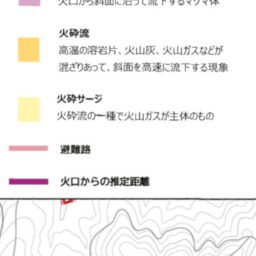 火口から斜面に沿って流下するマグマ体
火砕流
高温の溶岩片、火山灰、火山ガスなどが
混ざりあって、斜面を高速に流下する現象
火砕サージ
火砕流の一種で火山ガスが主体のもの
避難路
火口からの推定距離